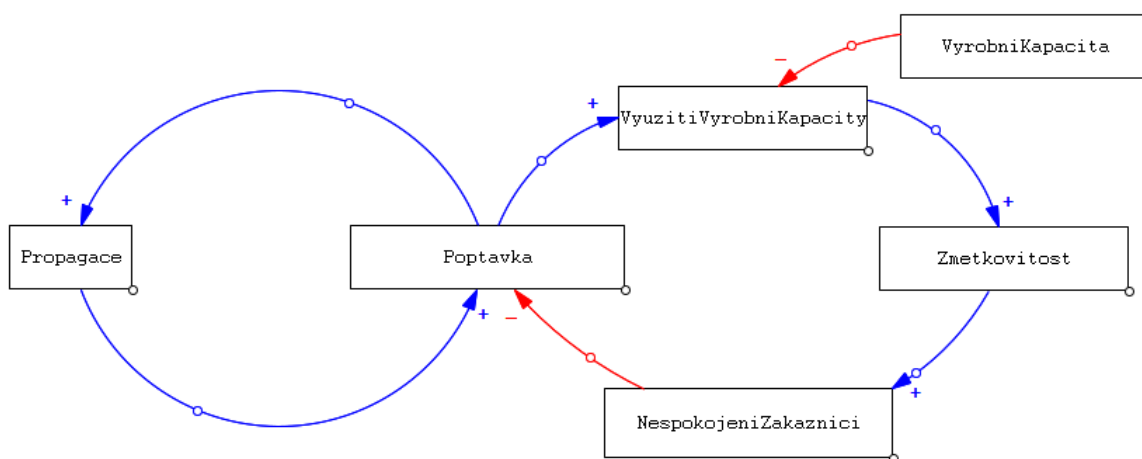 VyrobniKapacita
–
+
VyuzitiVyrobniKapacity
+
+
Propagace
Poptavka
Zmetkovitost
+
–
+
NespokojeniZakaznici